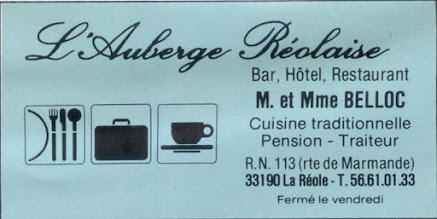 L'Auberge Réolaise
Bar, Hôtel, Restaurant
M. et Mme BELLOC
Cuisine traditionnelle
Pension - Traiteur
R.N. 113 (rte de Marmande)
33190 La Réole - T. 56.61.01.33
Fermé le vendredi